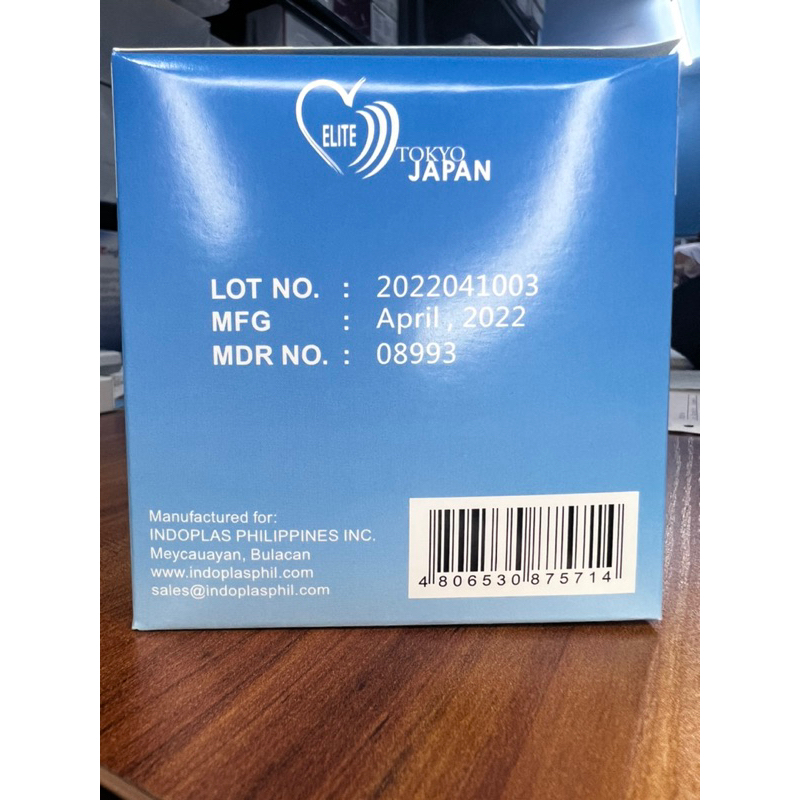 ELITE
TOKYO
JAPAN
LOT NO. : 2022041003
MFG : April , 2022
MDR NO. : 08993
Manufactured for:
INDOPLAS PHILIPPINES INC.
Meycauayan, Bulacan
www.indoplasphil.com
sales@indoplasphil.com
4 806530 875714